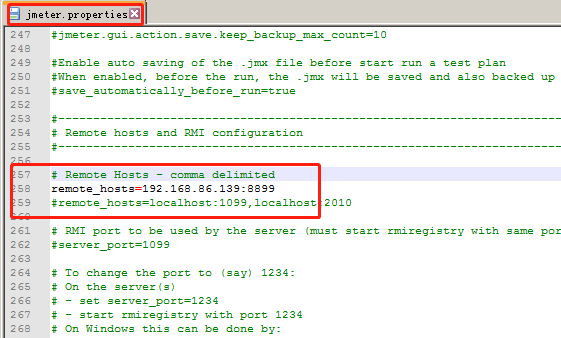 jmeter.properties
247 #jmeter.gui.action.save.keep_backup_max_count=10
248
249 #Enable auto saving of the .jmx file before start run a test plan
250 #When enabled, before the run, the .jmx will be saved and also backed up
251 #save_automatically_before_run=true
252
253 #---------------------------------------------------------------------------
254 # Remote hosts and RMI configuration
255 #---------------------------------------------------------------------------
256
257 # Remote Hosts - comma delimited
258 remote_hosts=192.168.86.139:8899
259 #remote_hosts=localhost:1099,localhost:2010
260
261 # RMI port to be used by the server (must start rmiregistry with same por
262 #server_port=1099
263
264 # To change the port to (say) 1234:
265 # On the server(s)
266 # - set server_port=1234
267 # - start rmiregistry with port 1234
268 # On Windows this can be done by: